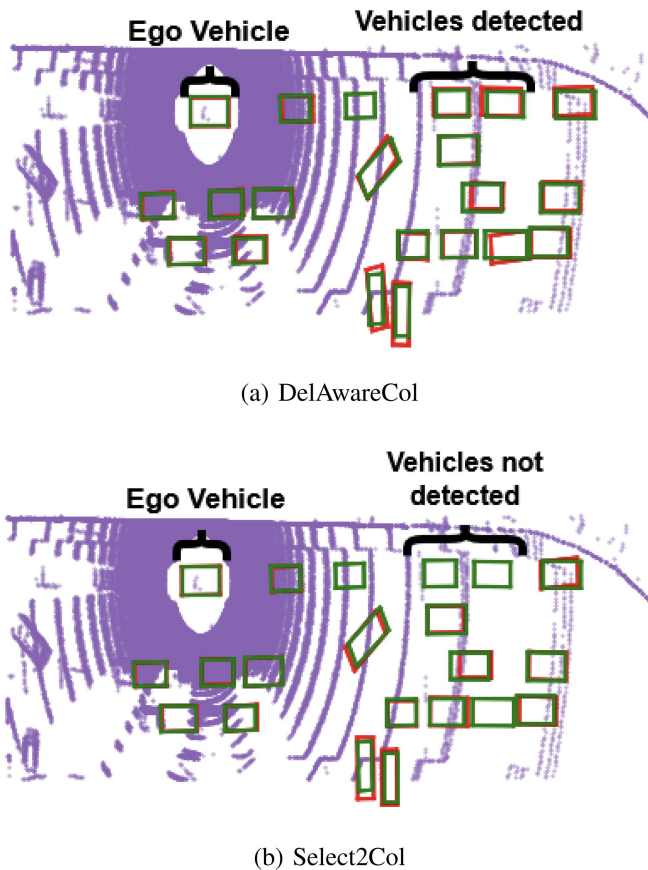 Ego Vehicle
Vehicles detected
(a) DelAwareCol
Ego Vehicle
Vehicles not
detected
(b) Select2Col